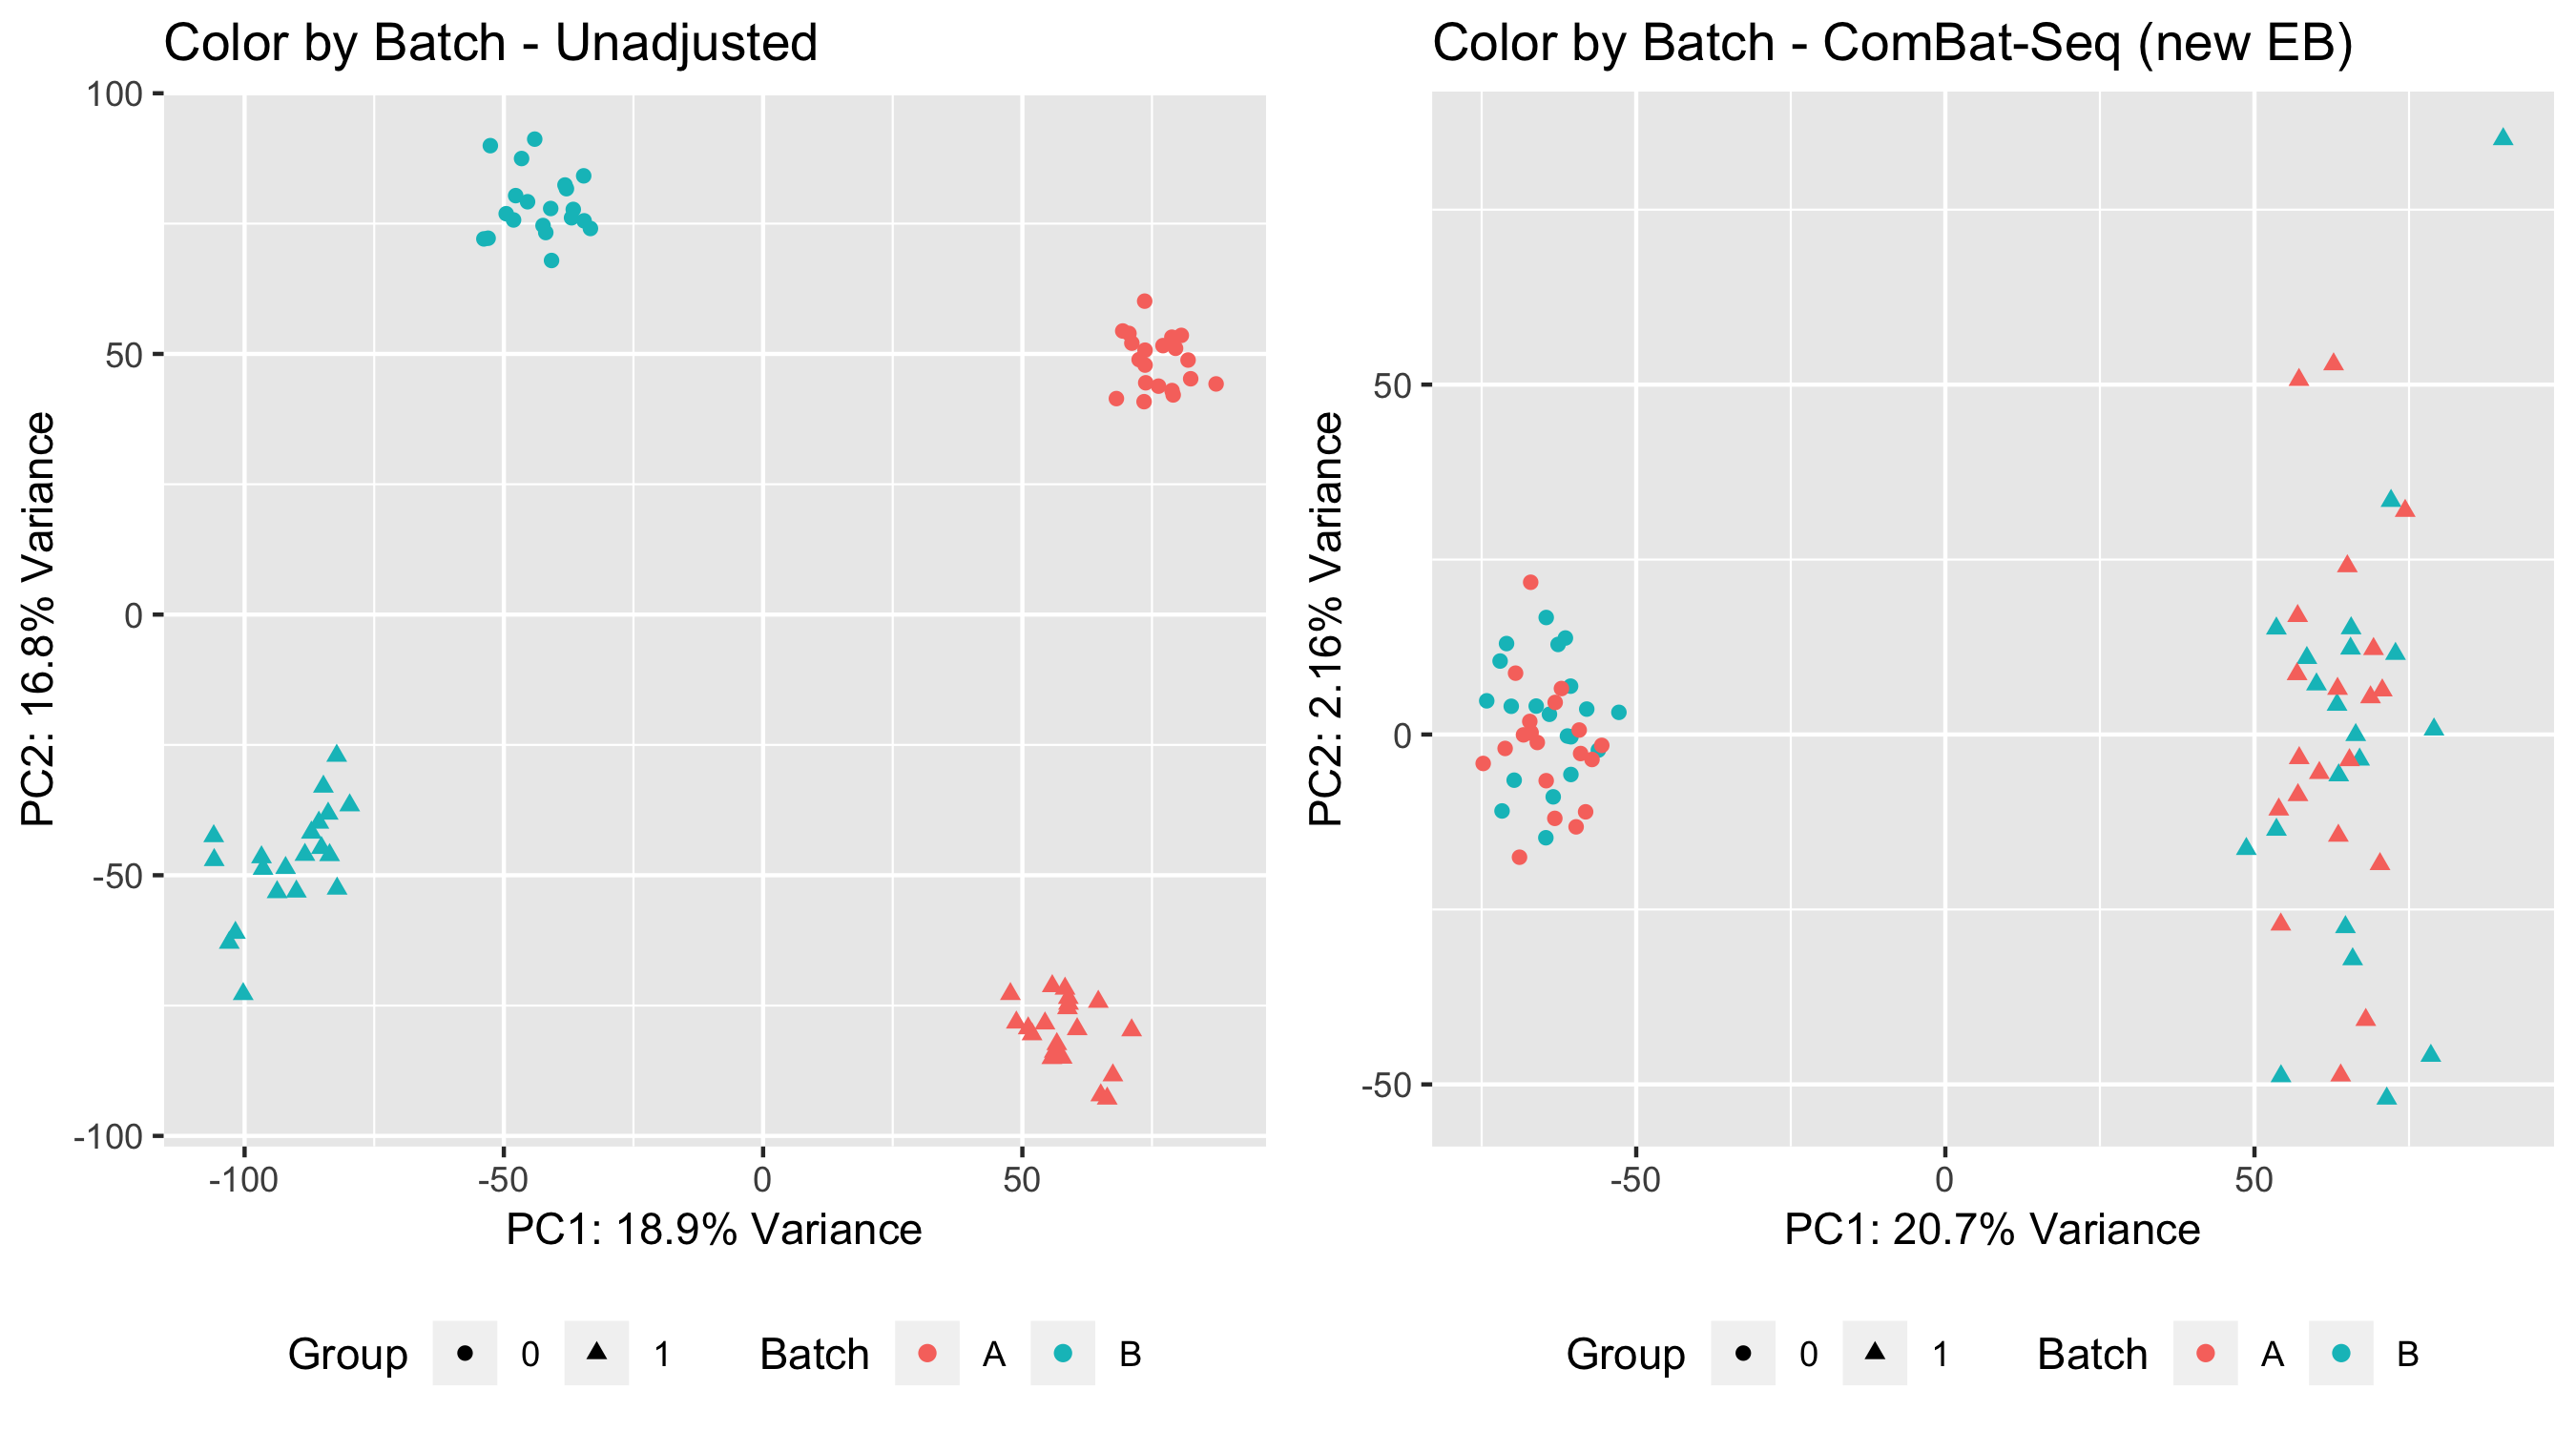 Color by Batch - Unadjusted
100
50
0
-50
-100
PC2: 16.8% Variance
-100 -50 0 50
PC1: 18.9% Variance
Group 0 1 Batch A B
Color by Batch - ComBat-Seq (new EB)
50
0
-50
PC2: 2.16% Variance
-50 0 50
PC1: 20.7% Variance
Group 0 1 Batch A B